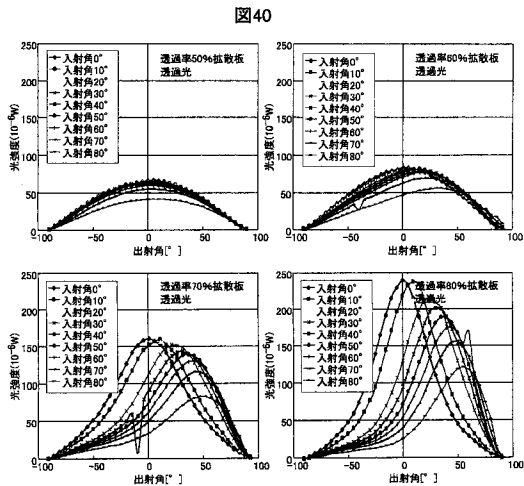 図40
250
200
150
100
50
0
光強度(10⁻⁶W)
入射角0°
入射角10°
入射角20°
入射角30°
入射角40°
入射角50°
入射角60°
入射角70°
入射角80°
透過率50%拡散板
透過光
-100
-50
0
50
100
出射角[°]
250
200
150
100
50
0
光強度(10⁻⁶W)
入射角0°
入射角10°
入射角20°
入射角30°
入射角40°
入射角50°
入射角60°
入射角70°
入射角80°
透過率60%拡散板
透過光
-100
-50
0
50
100
出射角[°]
250
200
150
100
50
0
光強度(10⁻⁶W)
入射角0°
入射角10°
入射角20°
入射角30°
入射角40°
入射角50°
入射角60°
入射角70°
入射角80°
透過率70%拡散板
透過光
-100
-50
0
50
100
出射角[°]
250
200
150
100
50
0
光強度(10⁻⁶W)
入射角0°
入射角10°
入射角20°
入射角30°
入射角40°
入射角50°
入射角60°
入射角70°
入射角80°
透過率80%拡散板
透過光
-100
-50
0
50
100
出射角[°]